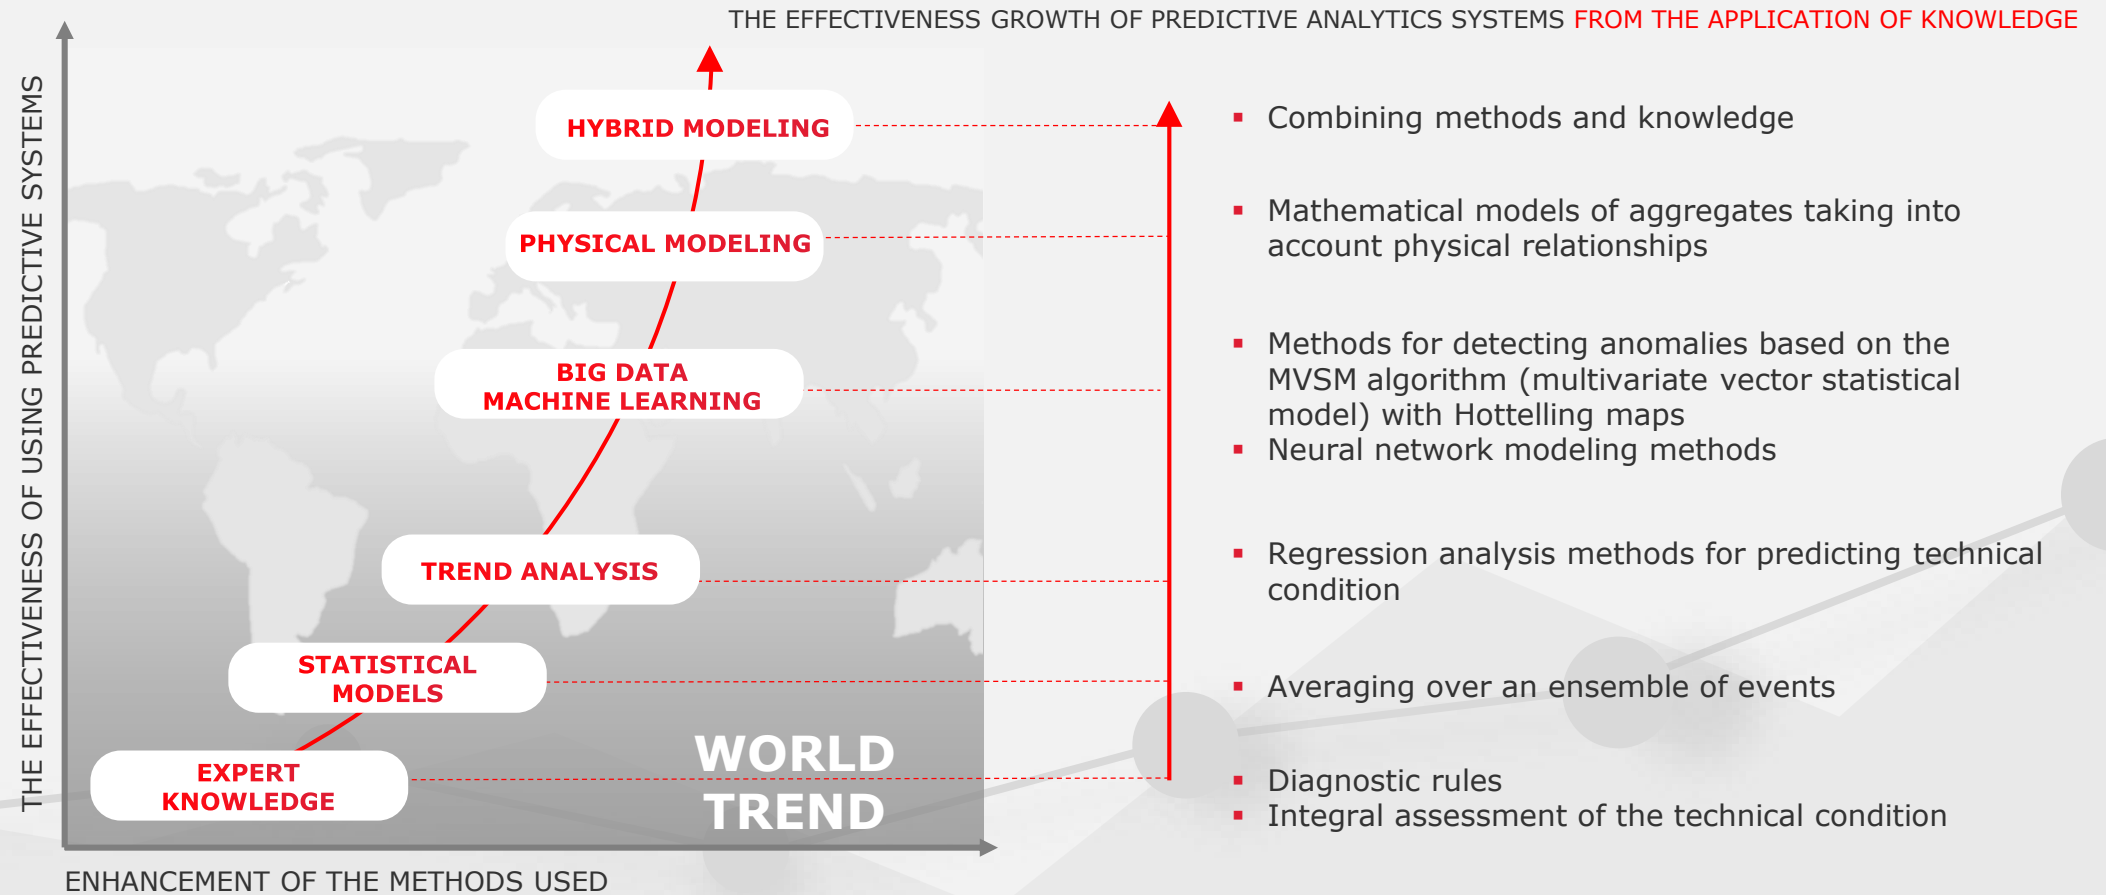 THE EFFECTIVENESS GROWTH OF PREDICTIVE ANALYTICS SYSTEMS FROM THE APPLICATION OF KNOWLEDGE
THE EFFECTIVENESS OF USING PREDICTIVE SYSTEMS
HYBRID MODELING
PHYSICAL MODELING
BIG DATA
MACHINE LEARNING
TREND ANALYSIS
STATISTICAL
MODELS
EXPERT
KNOWLEDGE
WORLD
TREND
ENHANCEMENT OF THE METHODS USED
▪ Combining methods and knowledge
▪ Mathematical models of aggregates taking into
account physical relationships
▪ Methods for detecting anomalies based on the
MVSM algorithm (multivariate vector statistical
model) with Hottelling maps
▪ Neural network modeling methods
▪ Regression analysis methods for predicting technical
condition
▪ Averaging over an ensemble of events
▪ Diagnostic rules
▪ Integral assessment of the technical condition